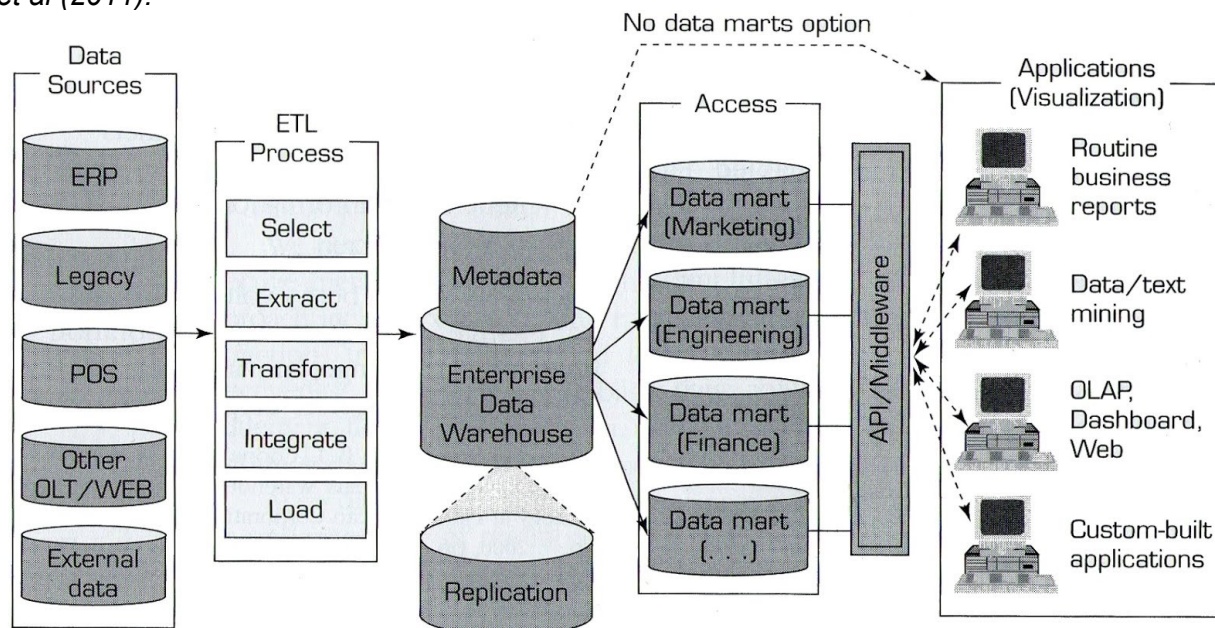 et al (2011).
No data marts option
Data
Sources
ERP
Legacy
POS
Other
OLT/WEB
External
data
ETL
Process
Select
Extract
Transform
Integrate
Load
Metadata
Enterprise
Data
Warehouse
Replication
Access
Data mart
(Marketing)
Data mart
(Engineering)
Data mart
(Finance)
Data mart
(. . .)
API/Middleware
Applications
(Visualization)
Routine
business
reports
Data/text
mining
OLAP,
Dashboard,
Web
Custom-built
applications